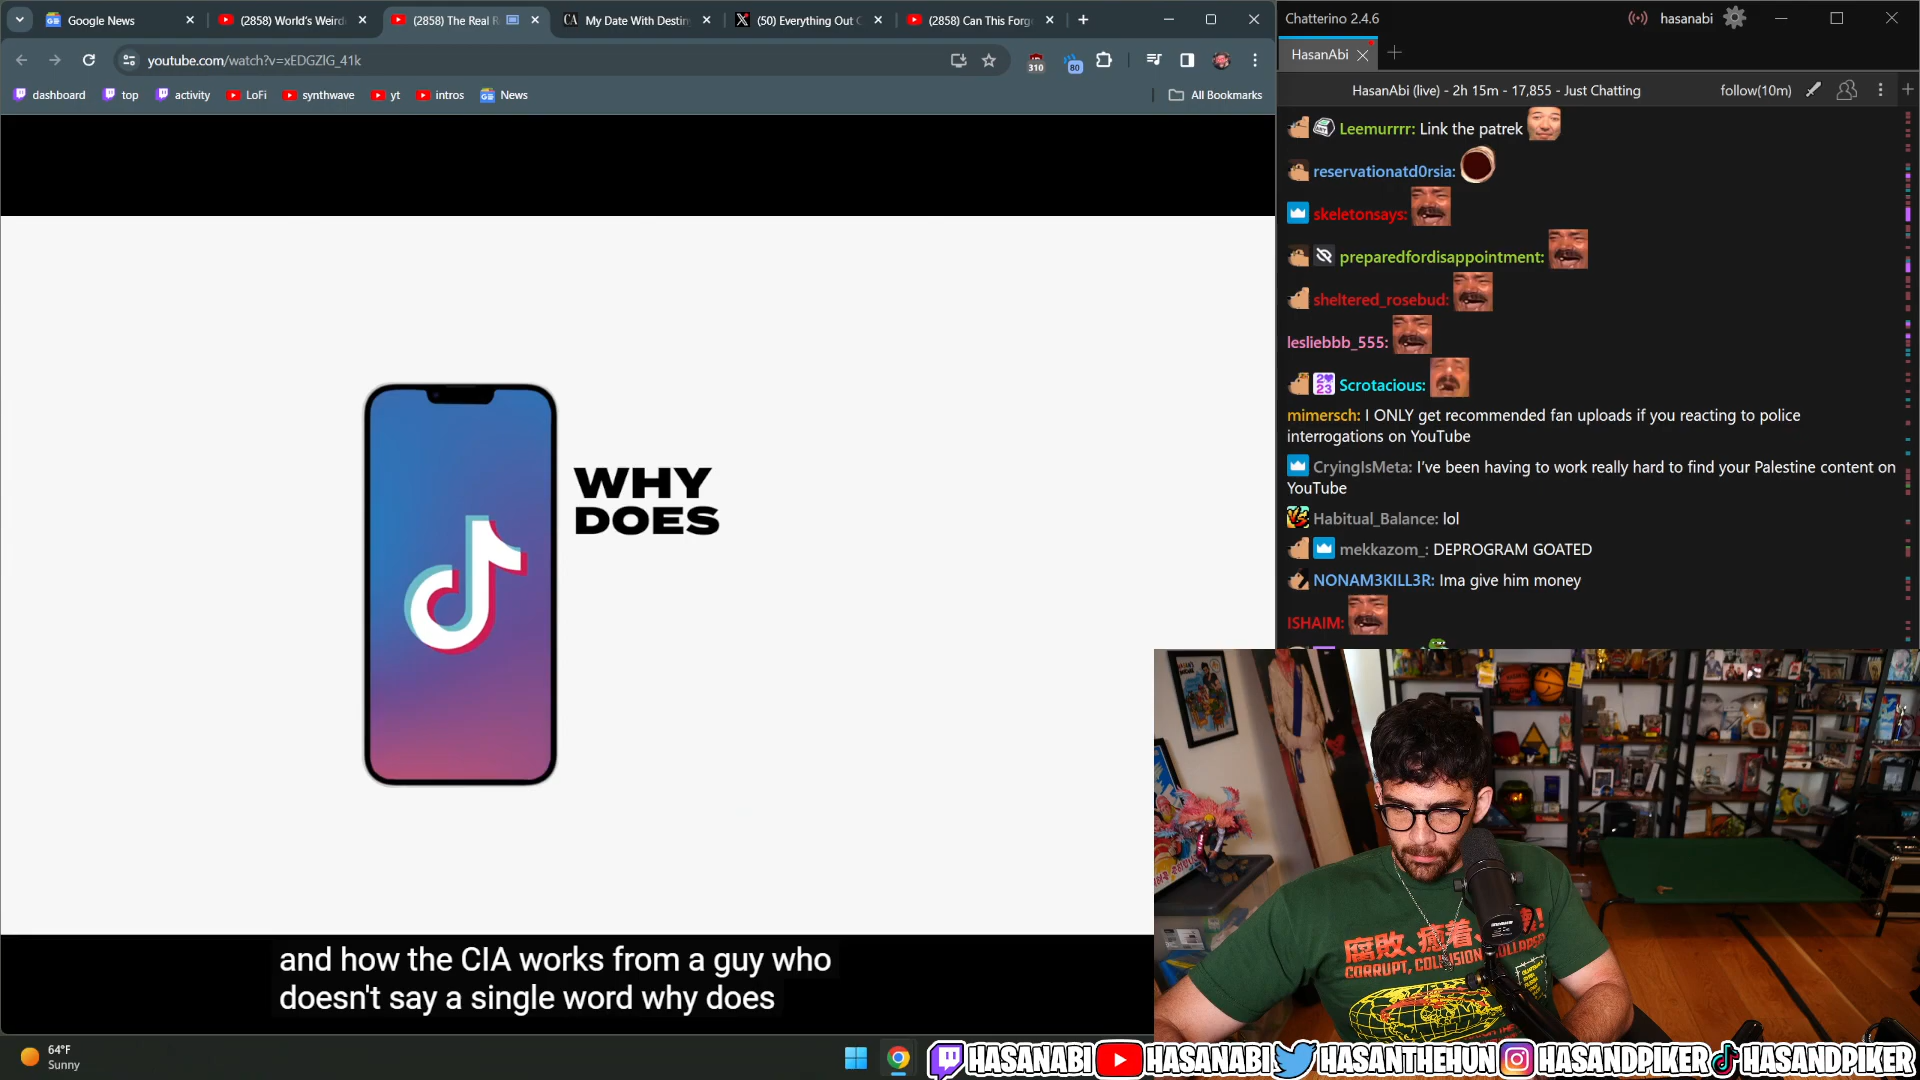 Google News
(2858) World's Weird
(2858) The Real R
CA My Date With Destin
(50) Everything Out C
(2858) Can This Forg
youtube.com/watch?v=xEDGZlG_41k
310
80
dashboard
top
activity
LoFi
synthwave
yt
intros
News
All Bookmarks
WHY
DOES
and how the CIA works from a guy who
doesn't say a single word why does
64°F
Sunny
Chatterino 2.4.6
hasanabi
HasanAbi
HasanAbi (live) - 2h 15m - 17,855 - Just Chatting
follow(10m)
Leemurrrr: Link the patrek
reservationatd0rsia:
skeletonsays:
preparedfordisappointment:
sheltered_rosebud:
lesliebbb_555:
Scrotacious:
mimersch: I ONLY get recommended fan uploads if you reacting to police
interrogations on YouTube
CryingIsMeta: I've been having to work really hard to find your Palestine content on
YouTube
Habitual_Balance: lol
mekkazom_: DEPROGRAM GOATED
NONAM3KILL3R: Ima give him money
ISHAIM:
CORRUPT,
HASANABI
HASANABI
HASANTHEHUN
HASANDPIKER
HASANDPIKER